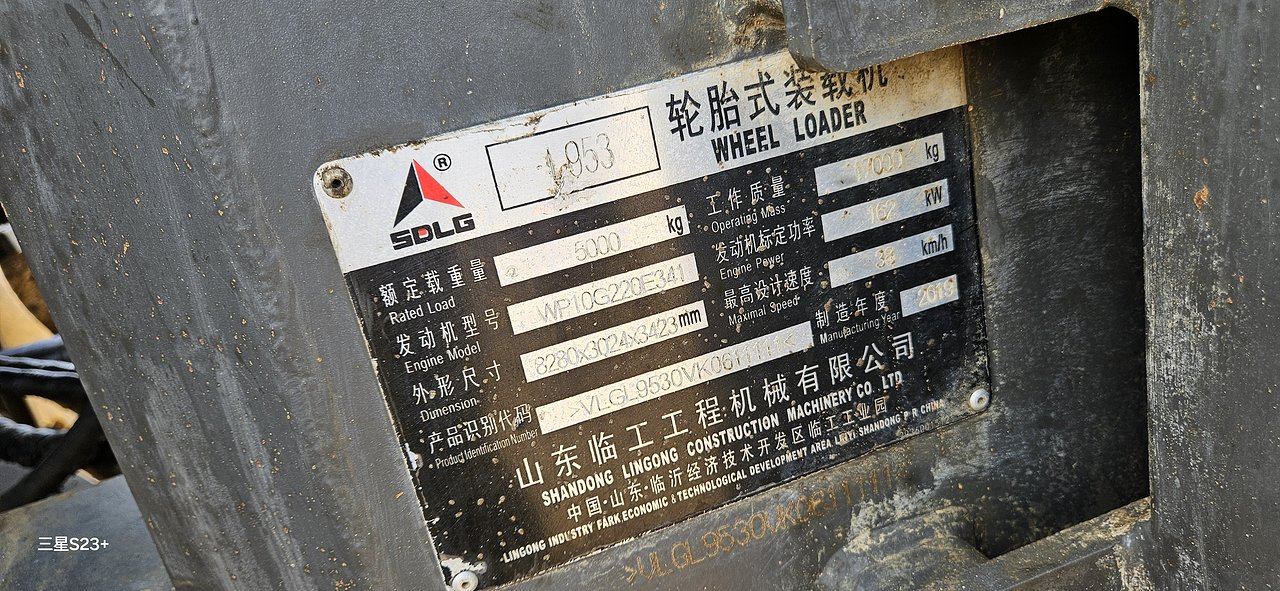 轮胎式装载机
WHEEL LOADER
L953
®
SDLG
额定载重量 5000 kg
Rated Load
发动机型号 WP10G220E341
Engine Model
外形尺寸 8280x3024x3423 mm
Dimension
产品识别代码 >VLGL9530VK0611111<
Product Identification Number
工作质量 17000 kg
Operating Mass
发动机标定功率 162 kW
Engine Power
最高设计速度 38 km/h
Maximal Speed
制造年度 2019
Manufacturing Year
山东临工工程机械有限公司
SHANDONG LINGONG CONSTRUCTION MACHINERY CO. LTD
中国·山东·临沂经济技术开发区临工工业园
LINGONG INDUSTRY PARK ECONOMIC & TECHNOLOGICAL DEVELOPMENT AREA LINYI SHANDONG P R CHINA
>VLGL9530VK0611111
三星S23+